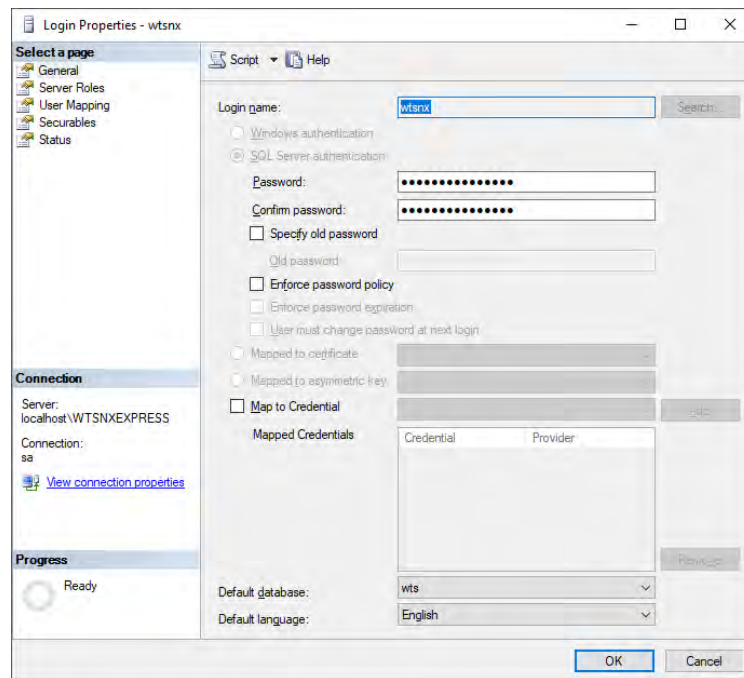 Login Properties - wtsnx
Select a page
General
Server Roles
User Mapping
Securables
Status
Connection
Server:
localhost\WTSNXEXPRESS
Connection:
sa
View connection properties
Progress
Ready
Script Help
Login name: wtsnx Search...
Windows authentication
SQL Server authentication
Password: •••••••••••••••
Confirm password: •••••••••••••••
Specify old password
Old password
Enforce password policy
Enforce password expiration
User must change password at next login
Mapped to certificate
Mapped to asymmetric key
Map to Credential
Mapped Credentials Credential Provider
Remove
Default database: wts
Default language: English
OK Cancel